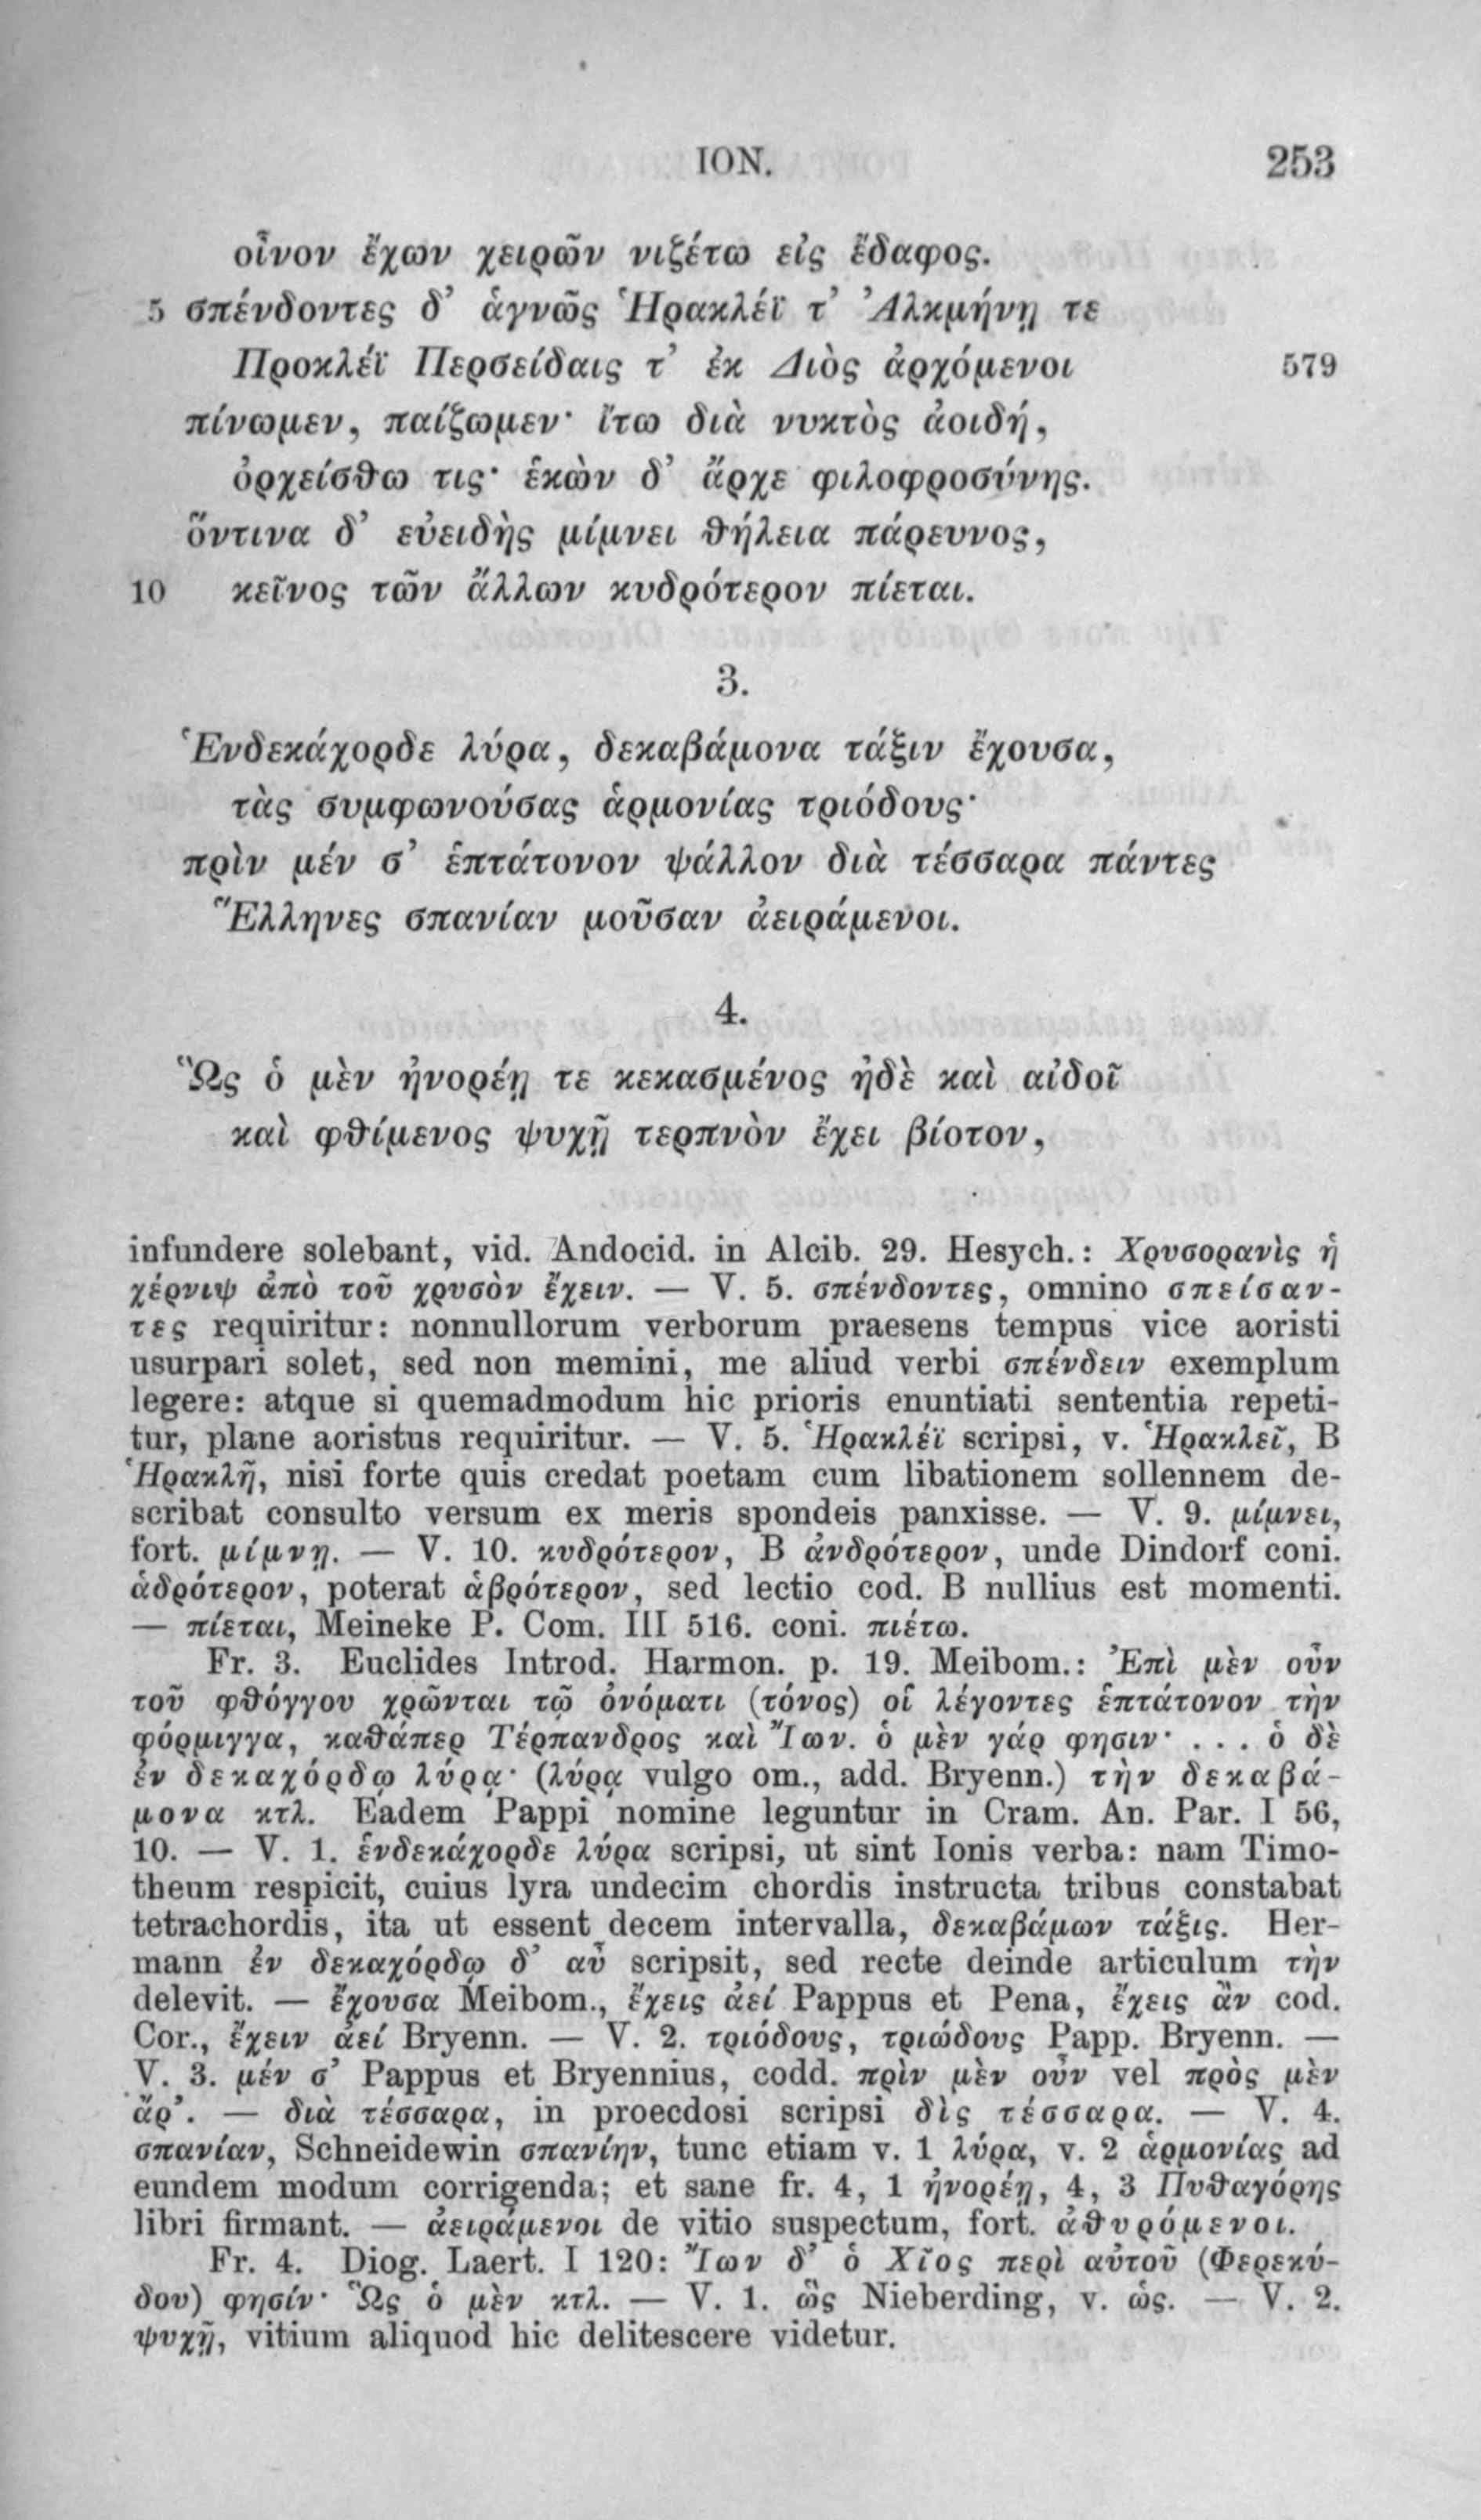 ΙΟΝ. 253
οἶνον ἔχων χειρῶν νιζέτω εἰς ἔδαφος.
5 σπένδοντες δ’ ἁγνῶς Ἡρακλέϊ τ’ Ἀλκμήνῃ τε
Προκλέϊ Περσείδαις τ’ ἐκ Διὸς ἀρχόμενοι 579
πίνωμεν, παίζωμεν· ἴτω διὰ νυκτὸς ἀοιδή,
ὀρχείσθω τις· ἑκὼν δ’ ἄρχε φιλοφροσύνης.
ὅντινα δ’ εὐειδὴς μίμνει θήλεια πάρευνος,
10 κεῖνος τῶν ἄλλων κυδρότερον πίεται.
3.
Ἑνδεκάχορδε λύρα, δεκαβάμονα τάξιν ἔχουσα,
τὰς συμφωνούσας ἁρμονίας τριόδους·
πρὶν μέν σ’ ἑπτάτονον ψάλλον διὰ τέσσαρα πάντες
Ἕλληνες σπανίαν μοῦσαν ἀειράμενοι.
4.
Ὣς ὁ μὲν ἠνορέῃ τε κεκασμένος ἠδὲ καὶ αἰδοῖ
καὶ φθίμενος ψυχῇ τερπνὸν ἔχει βίοτον,
infundere solebant, vid. Andocid. in Alcib. 29. Hesych.: Χρυσορανὶς ἡ
χέρνιψ ἀπὸ τοῦ χρυσὸν ἔχειν. — V. 5. σπένδοντες, omnino σπείσαν-
τες requiritur: nonnullorum verborum praesens tempus vice aoristi
usurpari solet, sed non memini, me aliud verbi σπένδειν exemplum
legere: atque si quemadmodum hic prioris enuntiati sententia repeti-
tur, plane aoristus requiritur. — V. 5. Ἡρακλέϊ scripsi, v. Ἡρακλεῖ, B
Ἡρακλῆ, nisi forte quis credat poetam cum libationem sollennem de-
scribat consulto versum ex meris spondeis panxisse. — V. 9. μίμνει,
fort. μίμνῃ. — V. 10. κυδρότερον, B ἀνδρότερον, unde Dindorf coni.
ἁδρότερον, poterat ἁβρότερον, sed lectio cod. B nullius est momenti.
— πίεται, Meineke P. Com. III 516. coni. πιέτω.
Fr. 3. Euclides Introd. Harmon. p. 19. Meibom.: Ἐπὶ μὲν οὖν
τοῦ φθόγγου χρῶνται τῷ ὀνόματι (τόνος) οἱ λέγοντες ἑπτάτονον τὴν
φόρμιγγα, καθάπερ Τέρπανδρος καὶ Ἴων. ὁ μὲν γάρ φησιν· ... ὁ δὲ
ἐν δεκαχόρδῳ λύρᾳ· (λύρᾳ vulgo om., add. Bryenn.) τὴν δεκαβά-
μονα κτλ. Eadem Pappi nomine leguntur in Cram. An. Par. I 56,
10. — V. 1. ἑνδεκάχορδε λύρα scripsi, ut sint Ionis verba: nam Timo-
theum respicit, cuius lyra undecim chordis instructa tribus constabat
tetrachordis, ita ut essent decem intervalla, δεκαβάμων τάξις. Her-
mann ἐν δεκαχόρδῳ δ’ αὖ scripsit, sed recte deinde articulum τὴν
delevit. — ἔχουσα Meibom., ἔχεις ἀεί Pappus et Pena, ἔχεις ἂν cod.
Cor., ἔχειν ἀεί Bryenn. — V. 2. τριόδους, τριώδους Papp. Bryenn. —
V. 3. μέν σ’ Pappus et Bryennius, codd. πρὶν μὲν οὖν vel πρὸς μὲν
ἄρ’. — διὰ τέσσαρα, in proecdosi scripsi δὶς τέσσαρα. — V. 4.
σπανίαν, Schneidewin σπανίην, tunc etiam v. 1 λύρα, v. 2 ἁρμονίας ad
eundem modum corrigenda; et sane fr. 4, 1 ἠνορέῃ, 4, 3 Πυθαγόρης
libri firmant. — ἀειράμενοι de vitio suspectum, fort. ἀθυρόμενοι.
Fr. 4. Diog. Laert. I 120: Ἴων δ’ ὁ Χῖος περὶ αὐτοῦ (Φερεκύ-
δου) φησίν· Ὣς ὁ μὲν κτλ. — V. 1. ὣς Nieberding, v. ὡς. — V. 2.
ψυχῇ, vitium aliquod hic delitescere videtur.